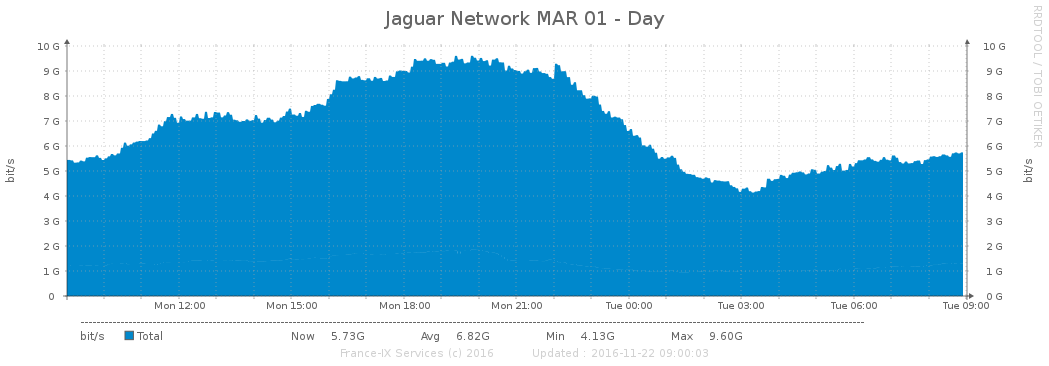 Jaguar Network MAR 01 - Day
RRDTOOL / TOBI OETIKER
bit/s
10 G
9 G
8 G
7 G
6 G
5 G
4 G
3 G
2 G
1 G
0
10 G
9 G
8 G
7 G
6 G
5 G
4 G
3 G
2 G
1 G
0 G
bit/s
Mon 12:00 Mon 15:00 Mon 18:00 Mon 21:00 Tue 00:00 Tue 03:00 Tue 06:00 Tue 09:00
bit/s Total Now 5.73G Avg 6.82G Min 4.13G Max 9.60G
France-IX Services (c) 2016 Updated : 2016-11-22 09:00:03